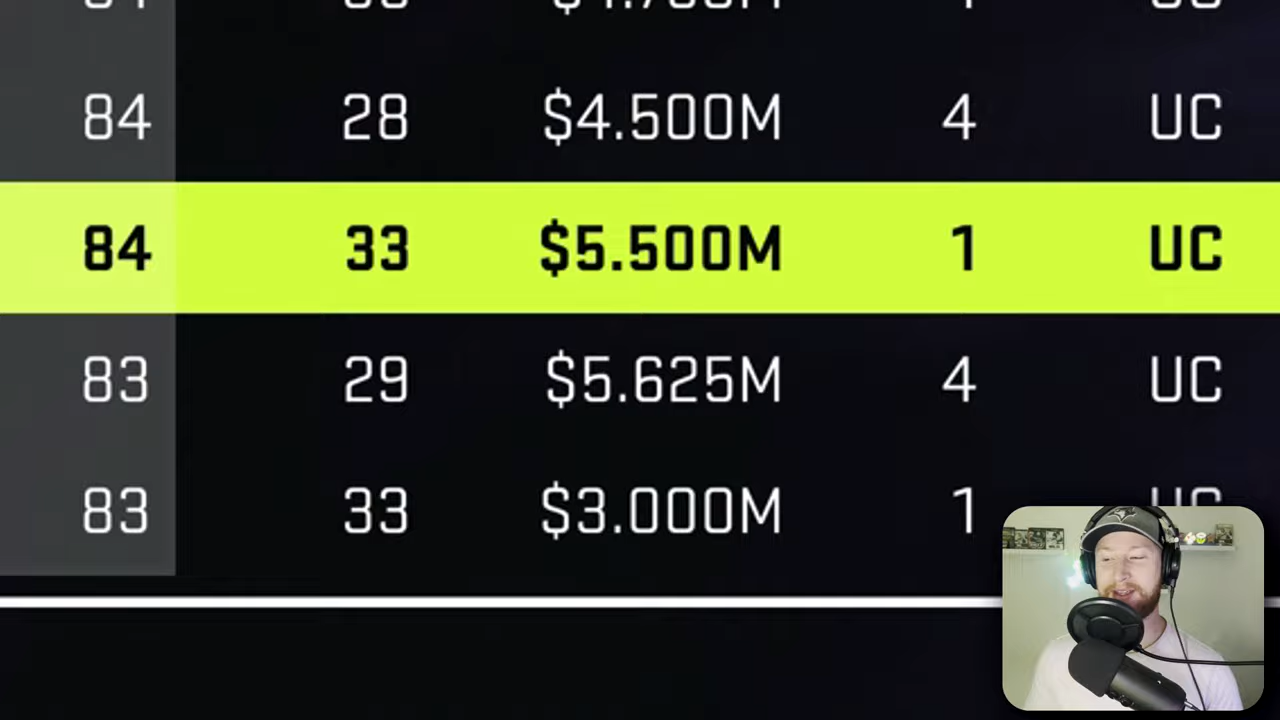 84 28 $4.500M 4 UC
84 33 $5.500M 1 UC
83 29 $5.625M 4 UC
83 33 $3.000M 1